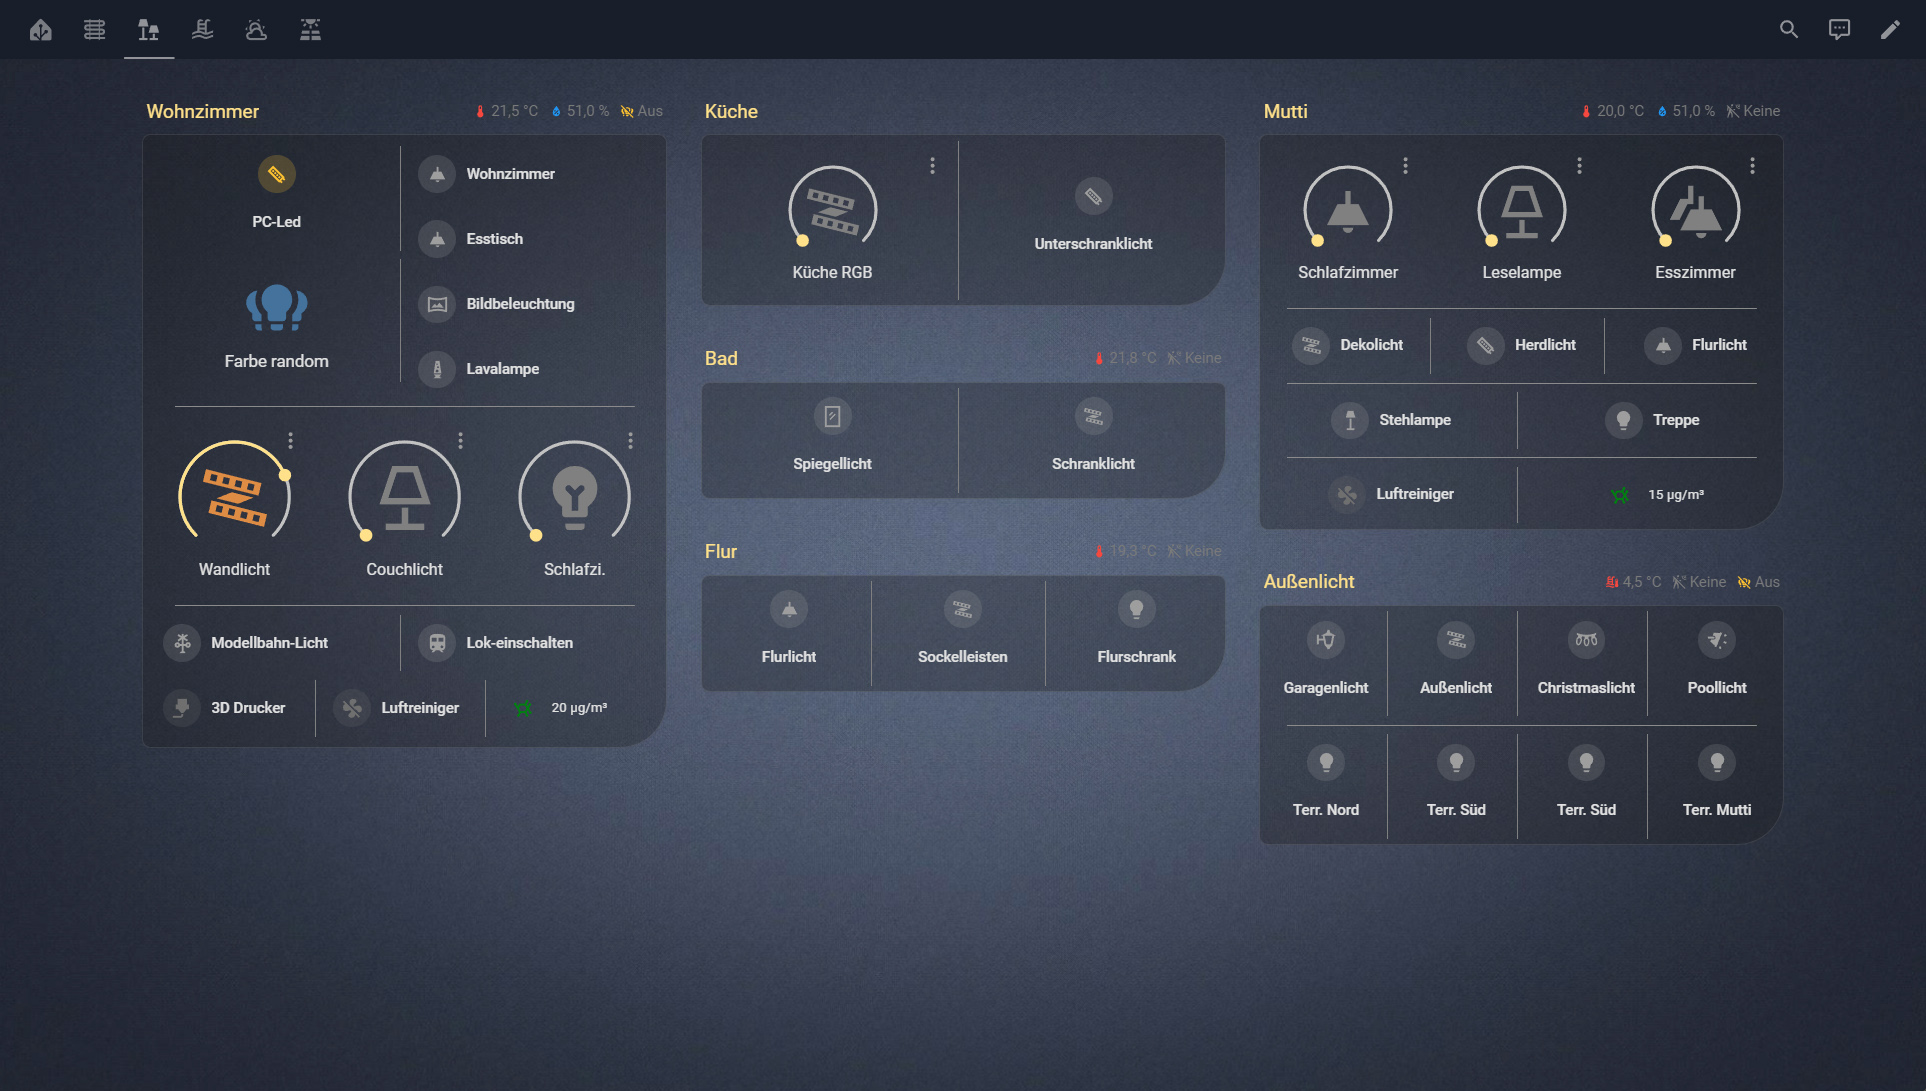 Wohnzimmer
21,5 °C 51,0 % Aus
PC-Led
Farbe random
Wohnzimmer
Esstisch
Bildbeleuchtung
Lavalampe
Wandlicht
Couchlicht
Schlafzi.
Modellbahn-Licht
Lok-einschalten
3D Drucker
Luftreiniger
20 µg/m³
Küche
Küche RGB
Unterschranklicht
Bad
21,8 °C Keine
Spiegellicht
Schranklicht
Flur
19,3 °C Keine
Flurlicht
Sockelleisten
Flurschrank
Mutti
20,0 °C 51,0 % Keine
Schlafzimmer
Leselampe
Esszimmer
Dekolicht
Herdlicht
Flurlicht
Stehlampe
Treppe
Luftreiniger
15 µg/m³
Außenlicht
4,5 °C Keine Aus
Garagenlicht
Außenlicht
Christmaslicht
Poollicht
Terr. Nord
Terr. Süd
Terr. Süd
Terr. Mutti